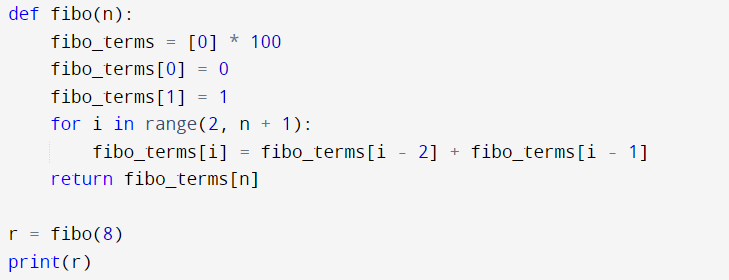 def fibo(n):
    fibo_terms = [0] * 100
    fibo_terms[0] = 0
    fibo_terms[1] = 1
    for i in range(2, n + 1):
        fibo_terms[i] = fibo_terms[i - 2] + fibo_terms[i - 1]
    return fibo_terms[n]

r = fibo(8)
print(r)